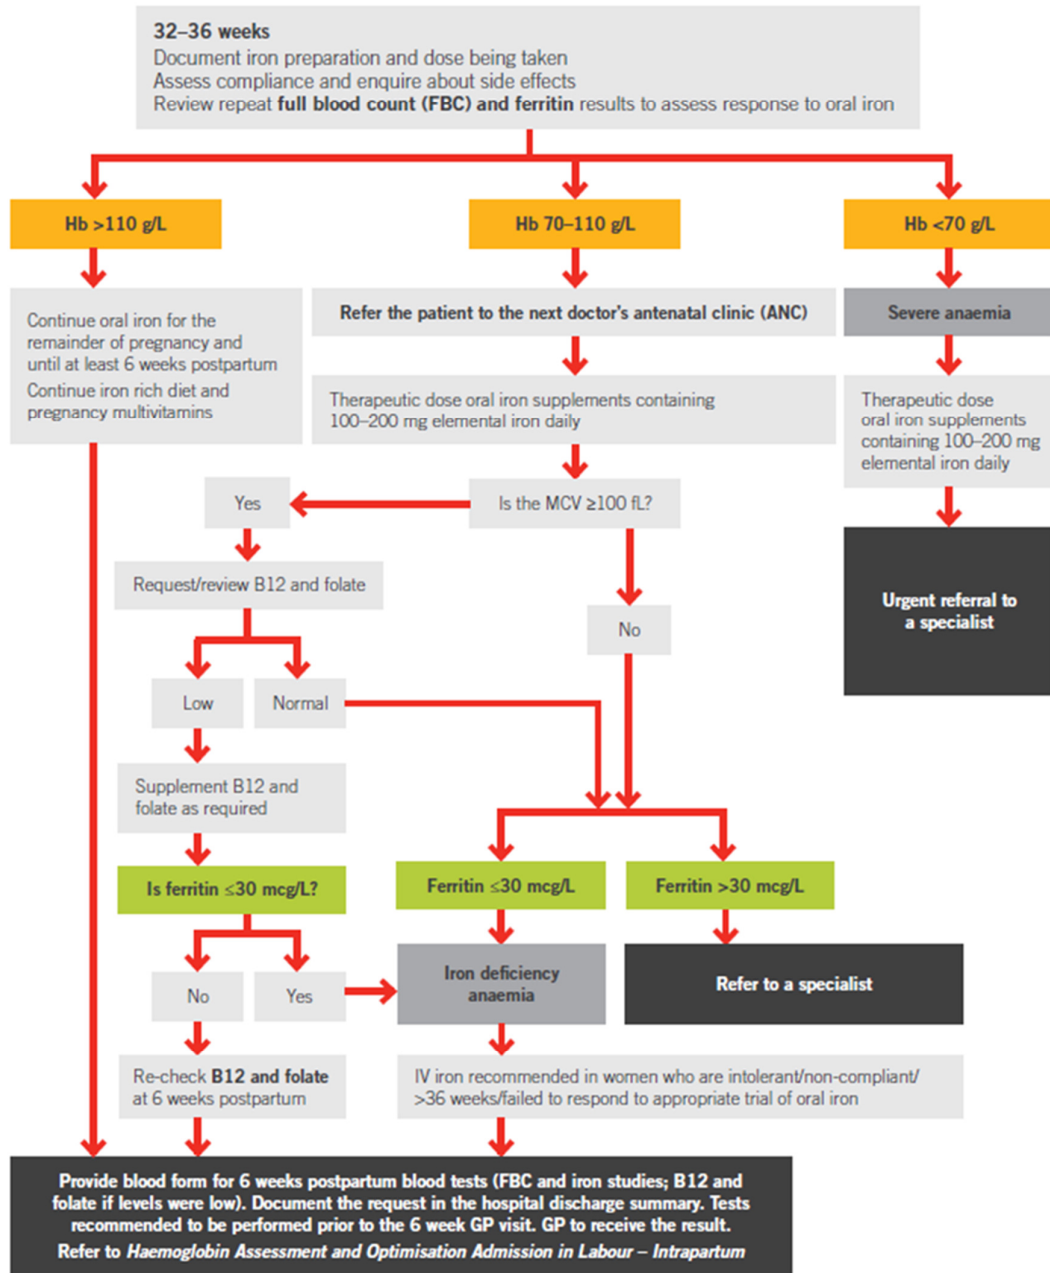 32–36 weeks
Document iron preparation and dose being taken
Assess compliance and enquire about side effects
Review repeat full blood count (FBC) and ferritin results to assess response to oral iron
Hb >110 g/L
Hb 70–110 g/L
Hb <70 g/L
Continue oral iron for the
remainder of pregnancy and
until at least 6 weeks postpartum
Continue iron rich diet and
pregnancy multivitamins
Refer the patient to the next doctor's antenatal clinic (ANC)
Severe anaemia
Therapeutic dose oral iron supplements containing
100–200 mg elemental iron daily
Therapeutic dose
oral iron supplements
containing 100–200 mg
elemental iron daily
Yes
Is the MCV ≥100 fL?
Request/review B12 and folate
No
Urgent referral to
a specialist
Low
Normal
Supplement B12 and
folate as required
Is ferritin ≤30 mcg/L?
Ferritin ≤30 mcg/L
Ferritin >30 mcg/L
No
Yes
Iron deficiency
anaemia
Refer to a specialist
Re-check B12 and folate
at 6 weeks postpartum
IV iron recommended in women who are intolerant/non-compliant/
>36 weeks/failed to respond to appropriate trial of oral iron
Provide blood form for 6 weeks postpartum blood tests (FBC and iron studies; B12 and
folate if levels were low). Document the request in the hospital discharge summary. Tests
recommended to be performed prior to the 6 week GP visit. GP to receive the result.
Refer to Haemoglobin Assessment and Optimisation Admission in Labour – Intrapartum